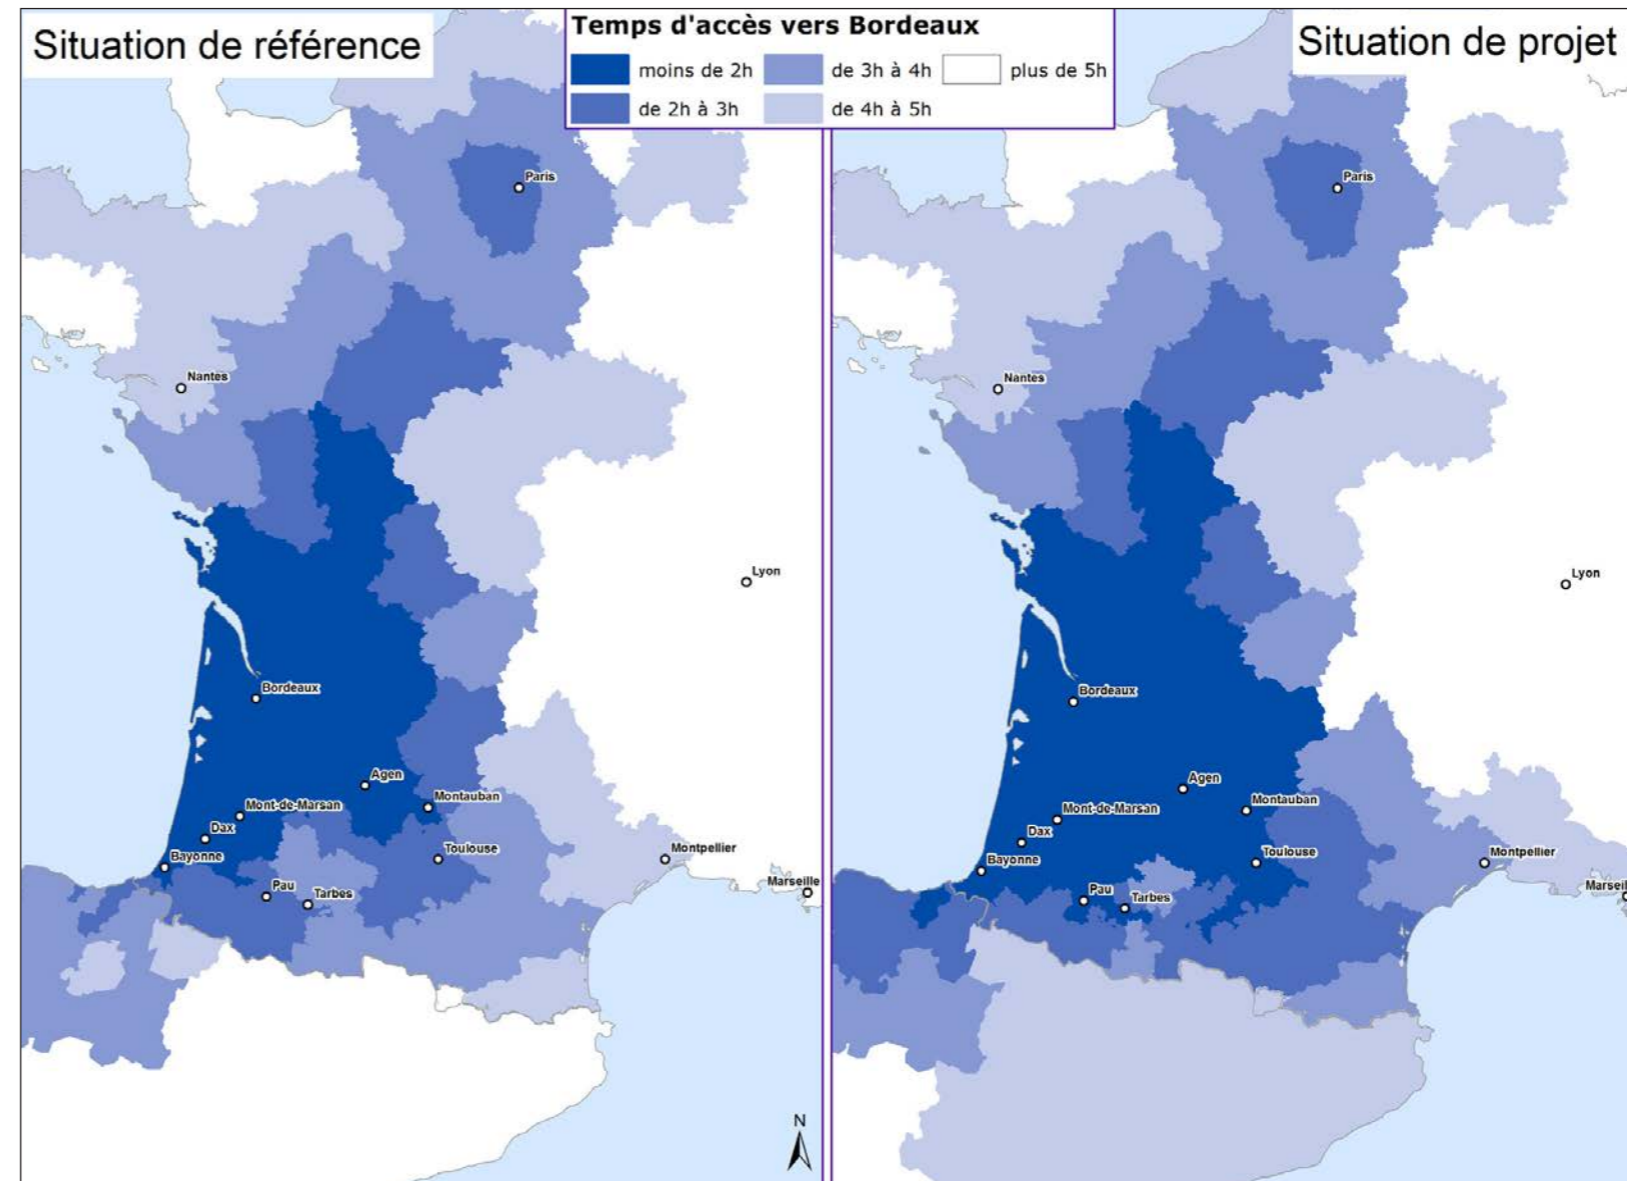 Situation de référence
Temps d'accès vers Bordeaux
moins de 2h
de 3h à 4h
plus de 5h
de 2h à 3h
de 4h à 5h
Situation de projet
Paris
Nantes
Lyon
Bordeaux
Agen
Montauban
Mont-de-Marsan
Dax
Bayonne
Toulouse
Montpellier
Pau
Tarbes
Marseille
N
Paris
Nantes
Lyon
Bordeaux
Agen
Montauban
Mont-de-Marsan
Dax
Bayonne
Toulouse
Montpellier
Pau
Tarbes
Marseil